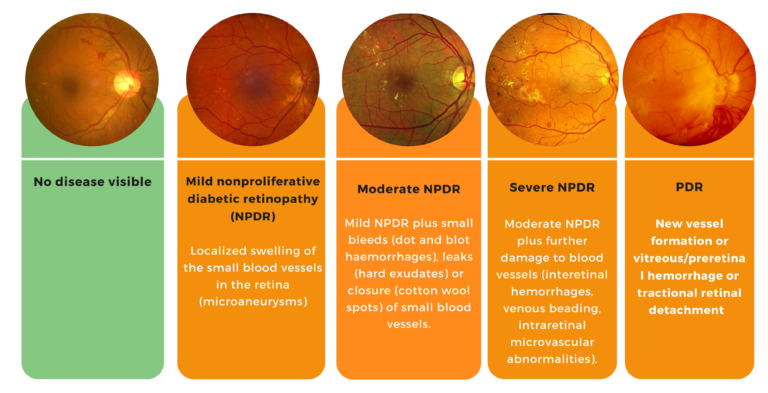 No disease visible
Mild nonproliferative
diabetic retinopathy
(NPDR)
Localized swelling of
the small blood vessels
in the retina
(microaneurysms)
Moderate NPDR
Mild NPDR plus small
bleeds (dot and blot
haemorrhages), leaks
(hard exudates) or
closure (cotton wool
spots) of small blood
vessels.
Severe NPDR
Moderate NPDR
plus further
damage to blood
vessels (interetinal
hemorrhages,
venous beading,
intraretinal
microvascular
abnormalities).
PDR
New vessel
formation or
vitreous/preretina
l hemorrhage or
tractional retinal
detachment